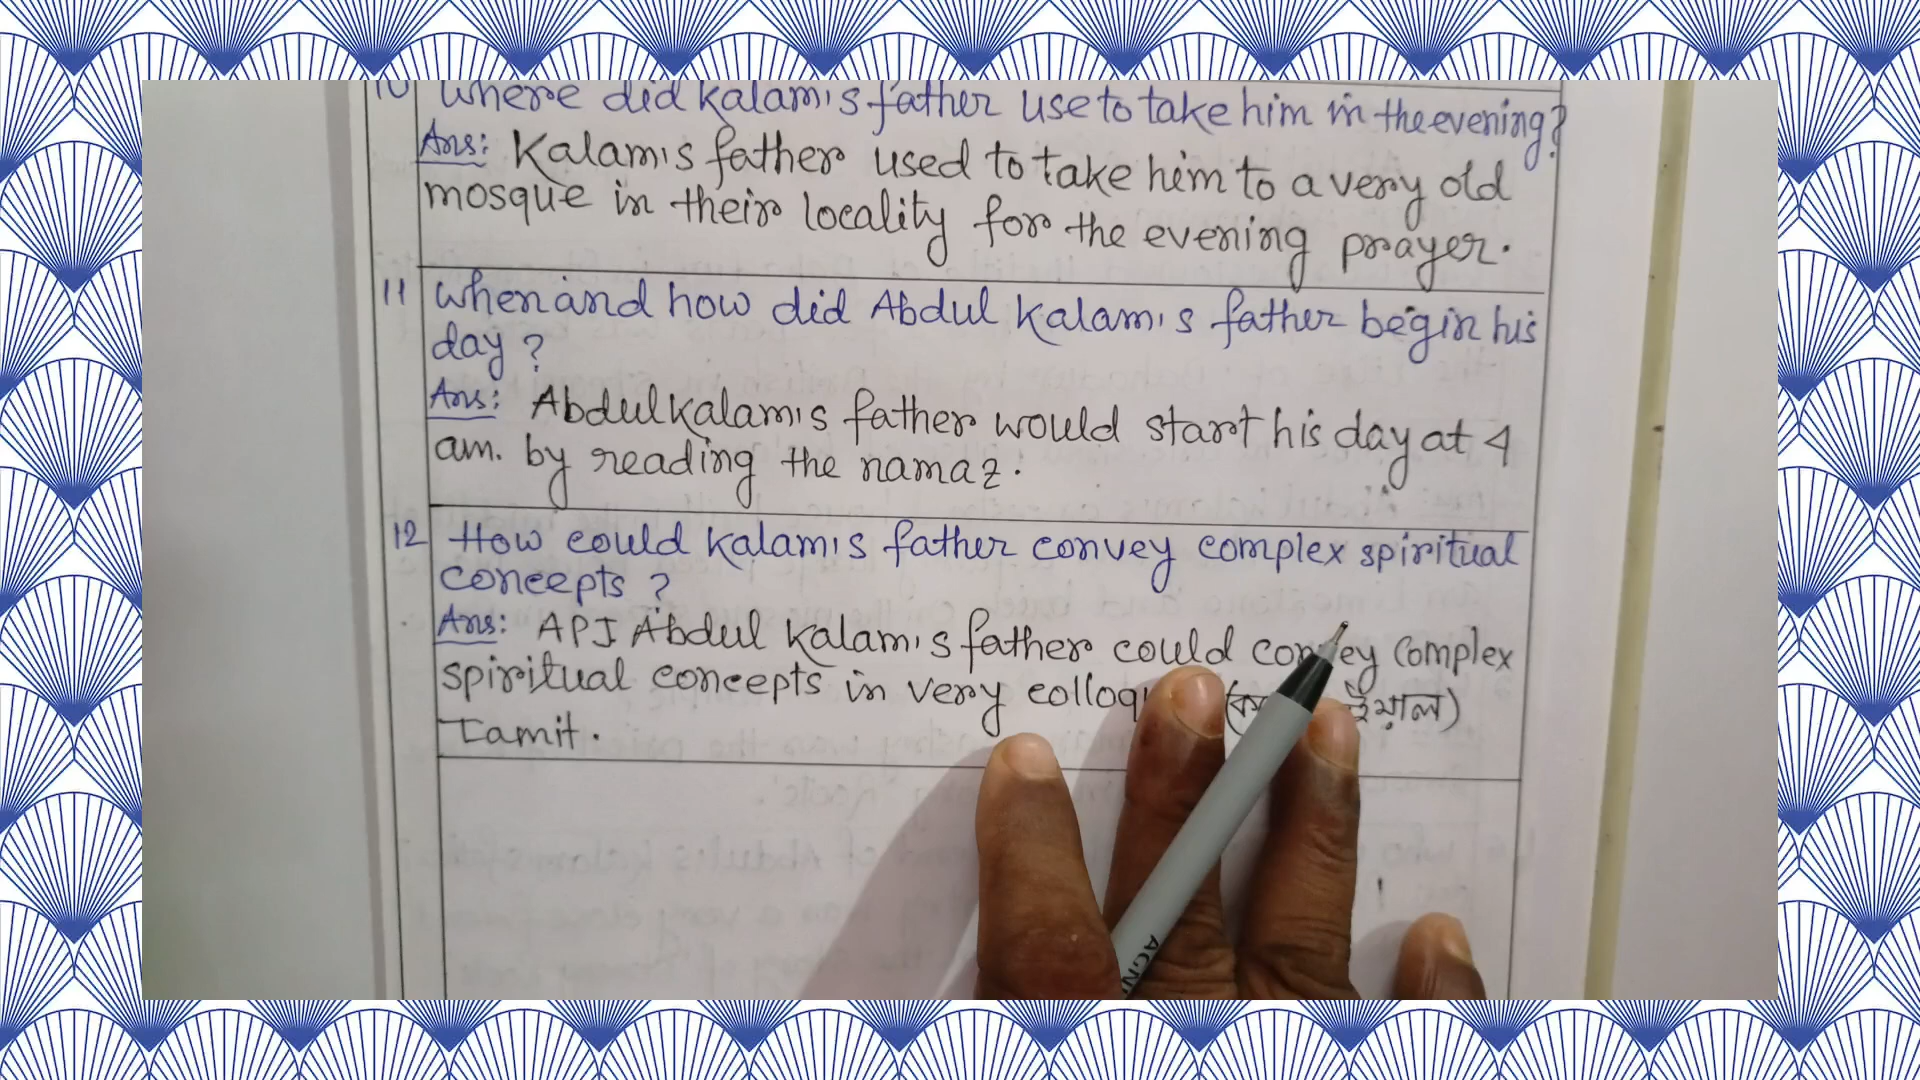 10 Where did Kalam's father use to take him in the evening?
Ans: Kalam's father used to take him to a very old
mosque in their locality for the evening prayer.
11 When and how did Abdul Kalam's father begin his
day?
Ans: Abdul Kalam's father would start his day at 4
am. by reading the namaz.
12 How could Kalam's father convey complex spiritual
concepts?
Ans: APJ Abdul Kalam's father could convey complex
spiritual concepts in very
Tamit.